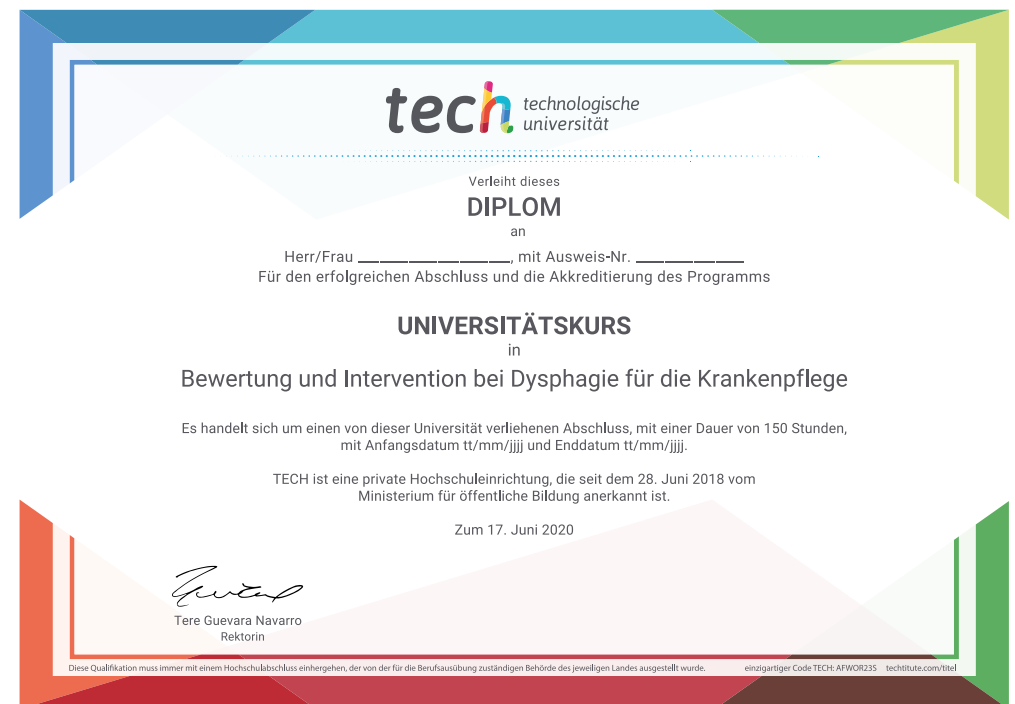 tech technologische
universität
Verleiht dieses
DIPLOM
an
Herr/Frau __________________, mit Ausweis-Nr. ____________
Für den erfolgreichen Abschluss und die Akkreditierung des Programms
UNIVERSITÄTSKURS
in
Bewertung und Intervention bei Dysphagie für die Krankenpflege
Es handelt sich um einen von dieser Universität verliehenen Abschluss, mit einer Dauer von 150 Stunden,
mit Anfangsdatum tt/mm/jjjj und Enddatum tt/mm/jjjj.
TECH ist eine private Hochschuleinrichtung, die seit dem 28. Juni 2018 vom
Ministerium für öffentliche Bildung anerkannt ist.
Zum 17. Juni 2020
Tere Guevara Navarro
Rektorin
Diese Qualifikation muss immer mit einem Hochschulabschluss einhergehen, der von der für die Berufsausübung zuständigen Behörde des jeweiligen Landes ausgestellt wurde. einzigartiger Code TECH: AFWOR23S techtitute.com/titel